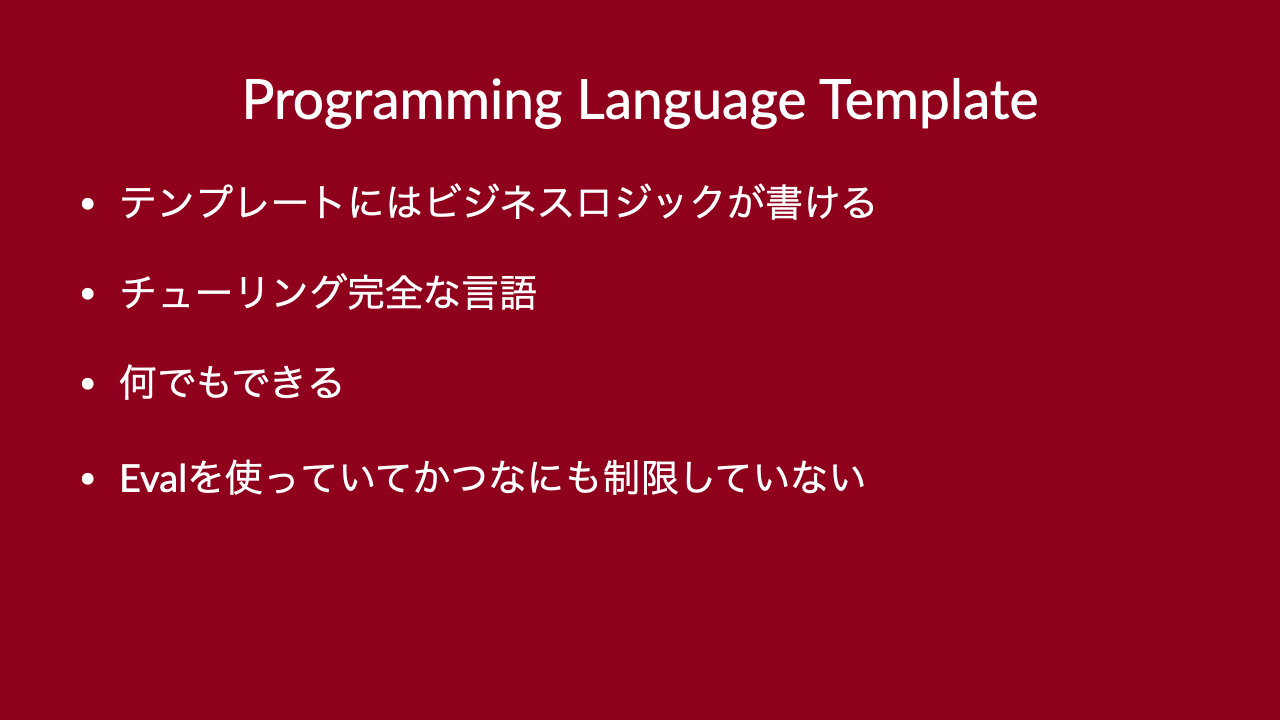 Programming Language Template
• テンプレートにはビジネスロジックが書ける
• チューリング完全な言語
• 何でもできる
• Evalを使っていてかつなにも制限していない